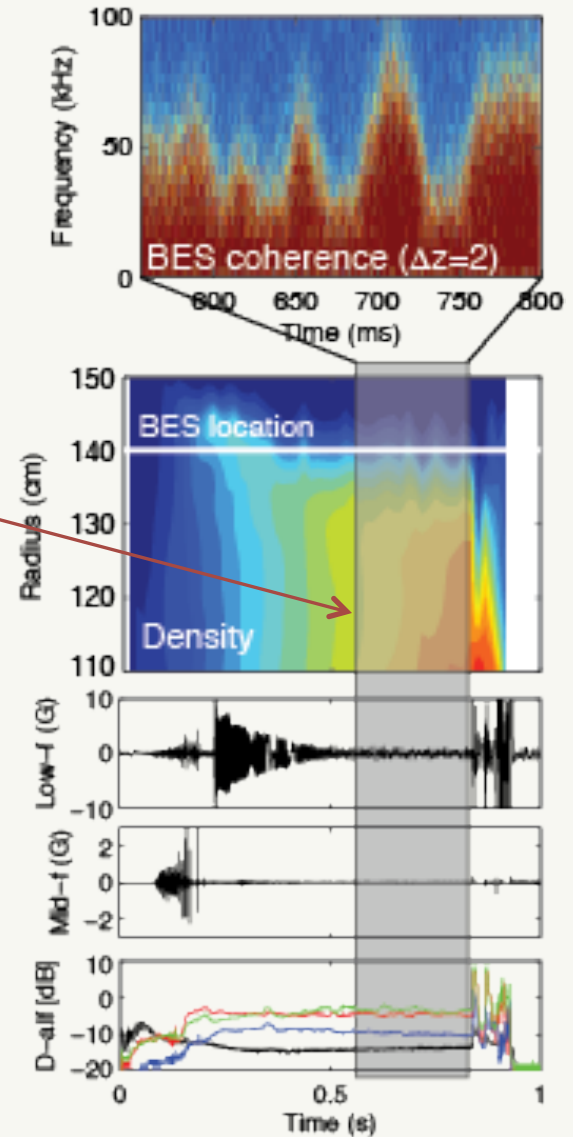 100
Frequency (kHz)
50
BES coherence (Δz=2)
0
600 650 700 750 800
Time (ms)
150
BES location
140
Radius (cm)
130
120
Density
110
10
Low-f (G)
0
-10
2
Mid-f (G)
0
-2
10
D-alf [dB]
0
-10
-20
0 0.5 1
Time (s)